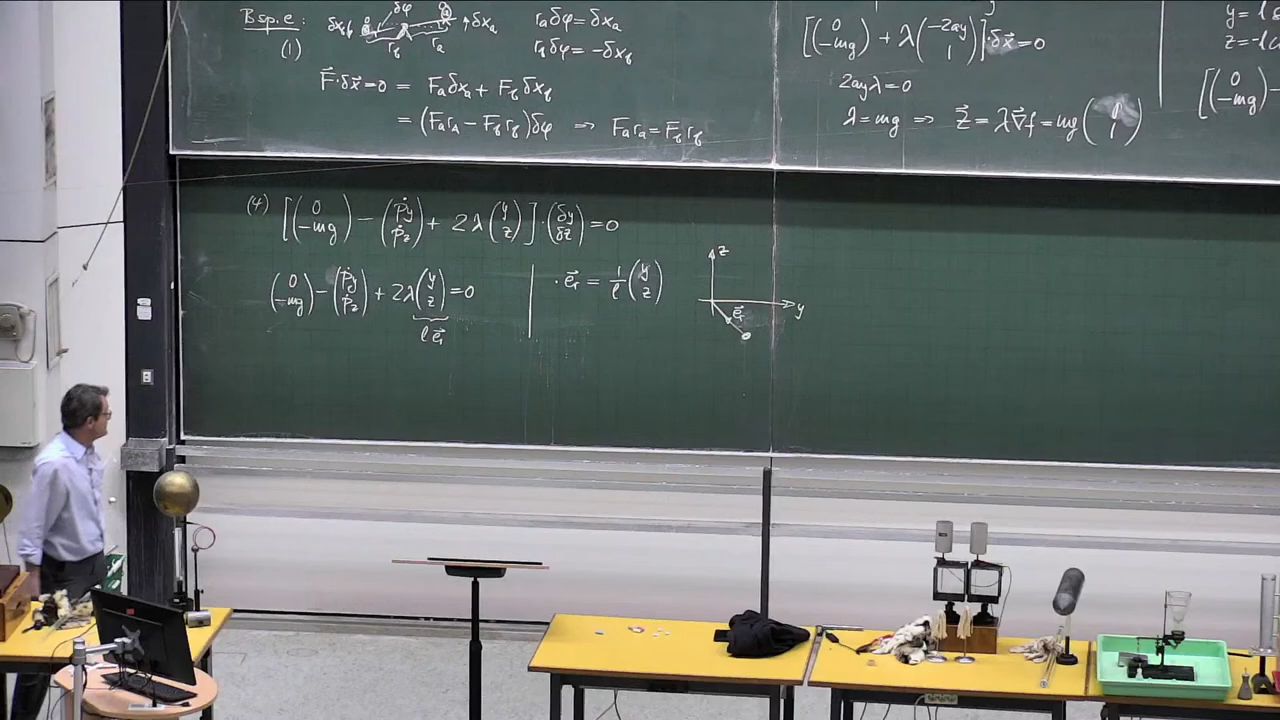 Bsp.e:
(1)
δx_b δφ ↑δx_a
r_b r_a
r_a δφ = δx_a
r_b δφ = -δx_b
F⃗·δx⃗ = 0 = F_a δx_a + F_b δx_b
= (F_a r_a - F_b r_b) δφ ⇒ F_a r_a = F_b r_b
[(0 / -mg) + λ(-2ay / 1)]·δx⃗ = 0
2ayλ = 0
λ = mg ⇒ Z⃗ = λ∇⃗f = mg(0 / 1)
z = -l
[(0 / -mg) -
(4) [(0 / -mg) - (ṗ_y / ṗ_z) + 2λ(y / z)]·(δy / δz) = 0
(0 / -mg) - (ṗ_y / ṗ_z) + 2λ(y / z) = 0 | · e⃗_r = 1/l (y / z)
l e⃗_r
z
y
e⃗_r